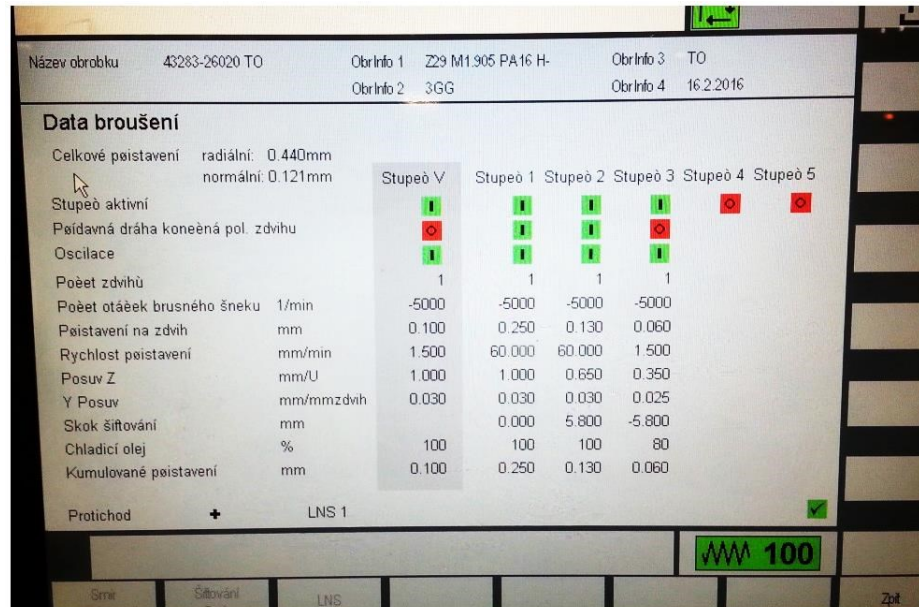 Název obrobku 43283-26020 TO ObrInfo 1 Z29 M1.905 PA16 H- ObrInfo 3 TO
ObrInfo 2 3GG ObrInfo 4 16.2.2016
Data broušení
Celkové pøistavení radiální: 0.440mm
normální: 0.121mm
Stupeò V Stupeò 1 Stupeò 2 Stupeò 3 Stupeò 4 Stupeò 5
Stupeò aktivní
Pøídavná dráha koneèná pol. zdvihu
Oscilace
Poèet zdvihù 1 1 1 1
Poèet otáèek brusného šneku 1/min -5000 -5000 -5000 -5000
Pøistavení na zdvih mm 0.100 0.250 0.130 0.060
Rychlost pøistavení mm/min 1.500 60.000 60.000 1.500
Posuv Z mm/U 1.000 1.000 0.650 0.350
Y Posuv mm/mmzdvih 0.030 0.030 0.030 0.025
Skok šiftování mm 0.000 5.800 -5.800
Chladicí olej % 100 100 100 80
Kumulované pøistavení mm 0.100 0.250 0.130 0.060
Protichod + LNS 1
100
Smìr Šiftování LNS Zpìt